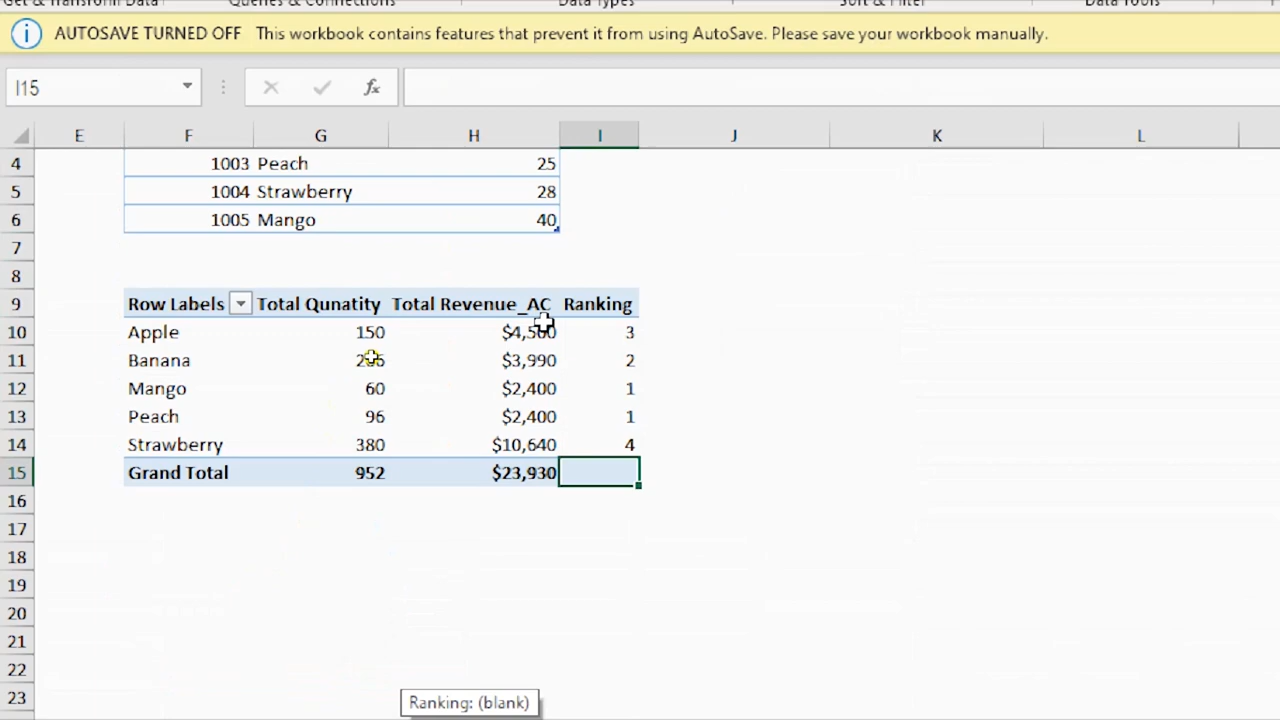 Get & Transform Data Queries & Connections Data Types Sort & Filter Data Tools
AUTOSAVE TURNED OFF This workbook contains features that prevent it from using AutoSave. Please save your workbook manually.
I15 fx
E F G H I J K L
4 1003 Peach 25
5 1004 Strawberry 28
6 1005 Mango 40
7
8
9 Row Labels Total Qunatity Total Revenue_AC Ranking
10 Apple 150 3
11 Banana $3,990 2
12 Mango 60 $2,400 1
13 Peach 96 $2,400 1
14 Strawberry 380 $10,640 4
15 Grand Total 952 $23,930
16
17
18
19
20
21
22
23
Ranking: (blank)